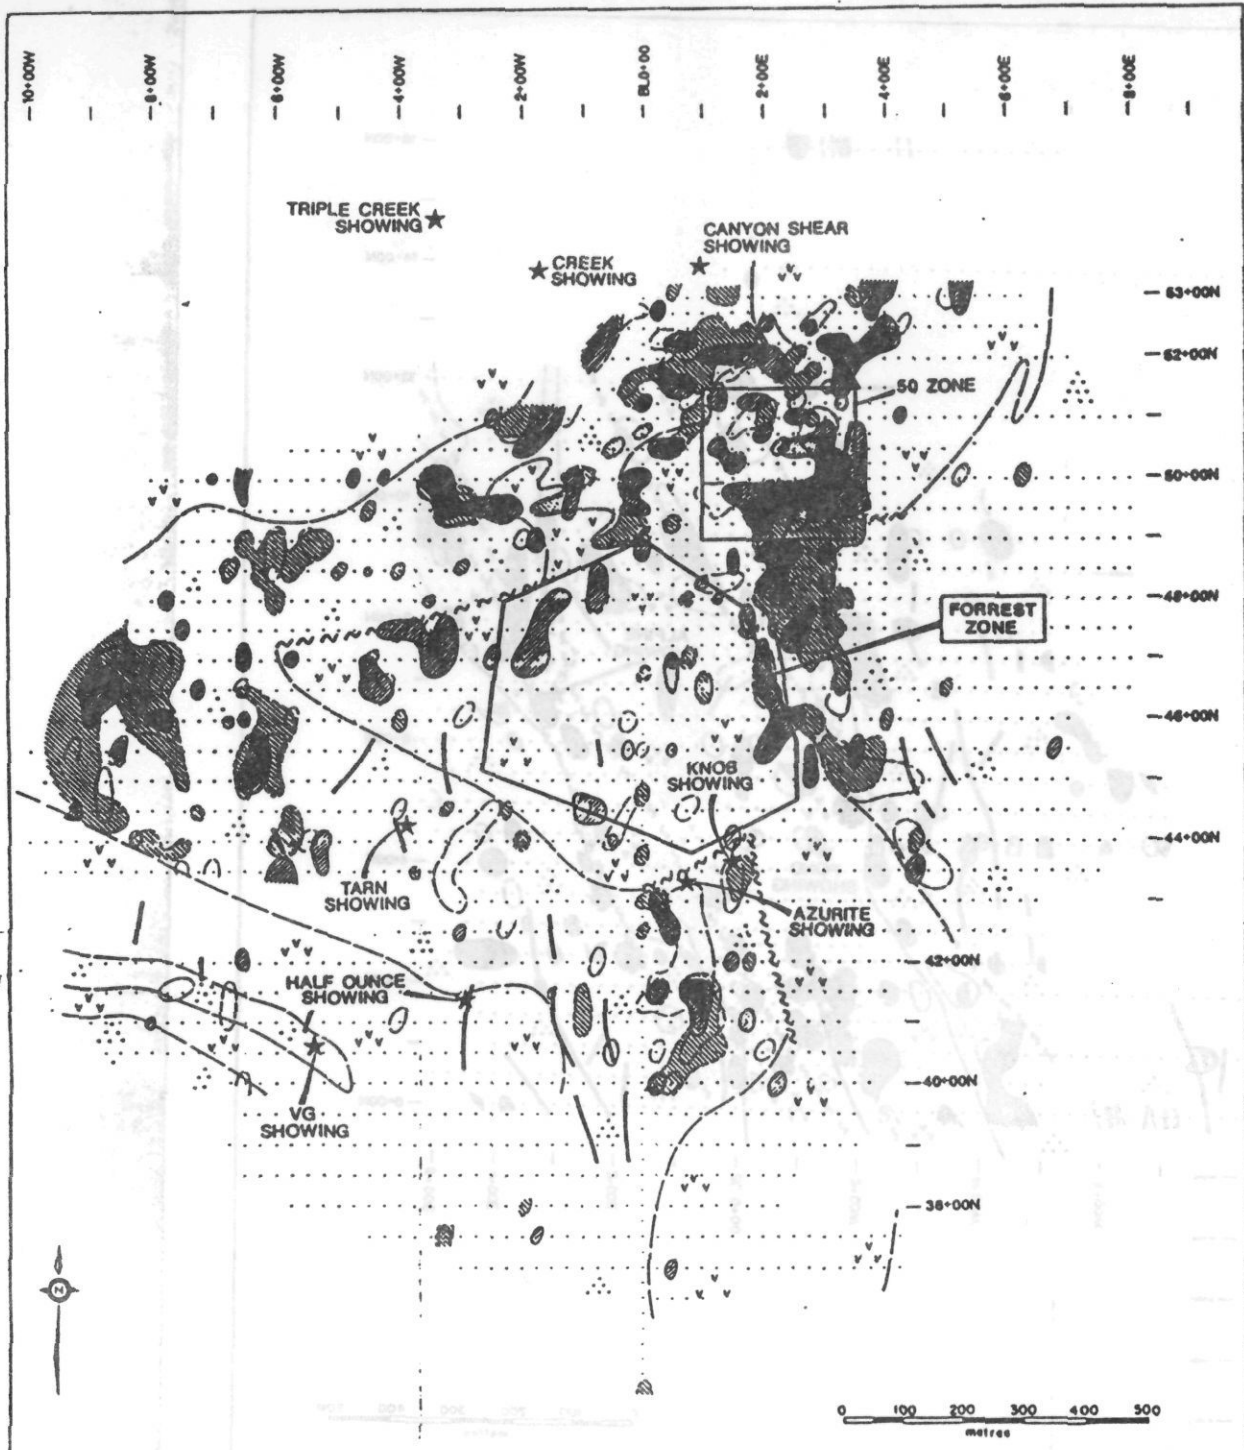 10+00W
8+00W
6+00W
4+00W
2+00W
BL0+00
2+00E
4+00E
6+00E
8+00E
TRIPLE CREEK
SHOWING
CREEK
SHOWING
CANYON SHEAR
SHOWING
53+00N
52+00N
50 ZONE
50+00N
48+00N
FORREST
ZONE
46+00N
KNOB
SHOWING
44+00N
TARN
SHOWING
AZURITE
SHOWING
42+00N
HALF OUNCE
SHOWING
40+00N
VG
SHOWING
38+00N
N
0 100 200 300 400 500
metres